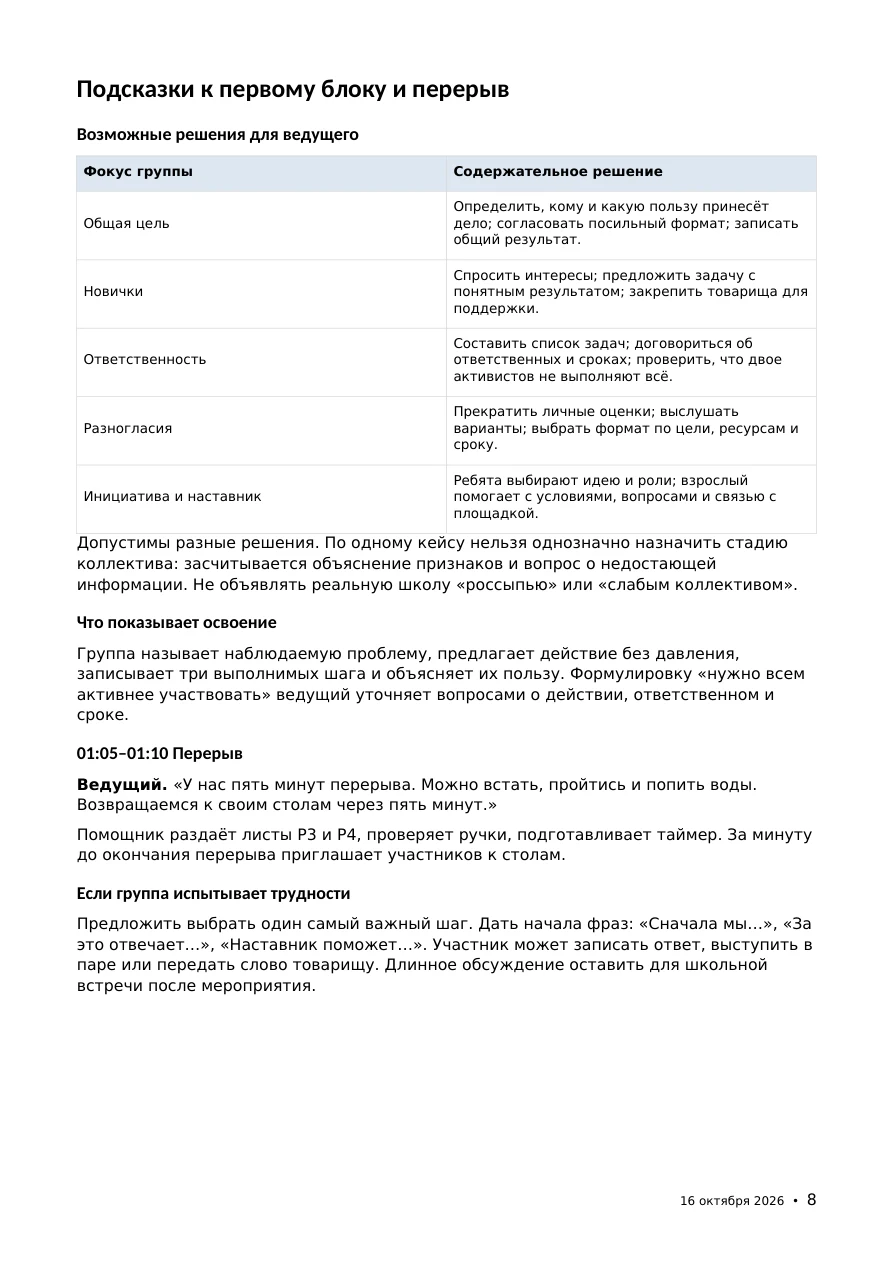 Подсказки к первому блоку и перерыв
Возможные решения для ведущего
Фокус группы
Содержательное решение
Общая цель
Определить, кому и какую пользу принесёт
дело; согласовать посильный формат; записать
общий результат.
Новички
Спросить интересы; предложить задачу с
понятным результатом; закрепить товарища для
поддержки.
Ответственность
Составить список задач; договориться об
ответственных и сроках; проверить, что двое
активистов не выполняют всё.
Разногласия
Прекратить личные оценки; выслушать
варианты; выбрать формат по цели, ресурсам и
сроку.
Инициатива и наставник
Ребята выбирают идею и роли; взрослый
помогает с условиями, вопросами и связью с
площадкой.
Допустимы разные решения. По одному кейсу нельзя однозначно назначить стадию
коллектива: засчитывается объяснение признаков и вопрос о недостающей
информации. Не объявлять реальную школу «россыпью» или «слабым коллективом».
Что показывает освоение
Группа называет наблюдаемую проблему, предлагает действие без давления,
записывает три выполнимых шага и объясняет их пользу. Формулировку «нужно всем
активнее участвовать» ведущий уточняет вопросами о действии, ответственном и
сроке.
01:05–01:10 Перерыв
Ведущий. «У нас пять минут перерыва. Можно встать, пройтись и попить воды.
Возвращаемся к своим столам через пять минут.»
Помощник раздаёт листы Р3 и Р4, проверяет ручки, подготавливает таймер. За минуту
до окончания перерыва приглашает участников к столам.
Если группа испытывает трудности
Предложить выбрать один самый важный шаг. Дать начала фраз: «Сначала мы…», «За
это отвечает…», «Наставник поможет…». Участник может записать ответ, выступить в
паре или передать слово товарищу. Длинное обсуждение оставить для школьной
встречи после мероприятия.
16 октября 2026 • 8